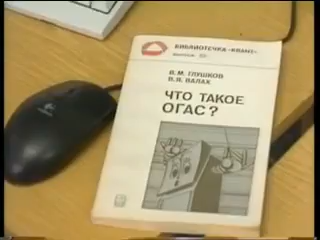 БИБЛИОТЕЧКА «КВАНТ»
В. М. ГЛУШКОВ
В. Я. ВАЛАХ
ЧТО ТАКОЕ
ОГАС?